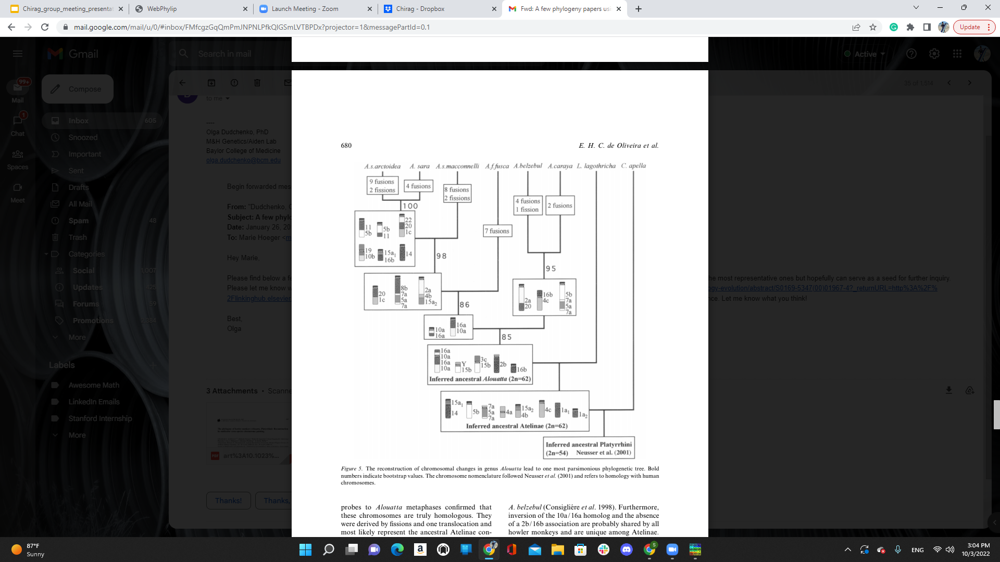 Chirag_group_meeting_presentat
WebPhylip
Launch Meeting - Zoom
Chirag - Dropbox
Fwd: A few phylogeny papers usi
mail.google.com/mail/u/0/#inbox/FMfcgzGqQmPmJNPNLPfkQlGSmLVTBPDx?projector=1&messagePartId=0.1
Update
Gmail
Search in mail
Active
99+
Mail
1
Chat
Spaces
Meet
Compose
35 of 1,514
to me
Inbox 605
Snoozed
Important
Sent
Drafts
All Mail
Spam 48
Trash
Categories
Social 1,007
Updates 425
Forums 59
Promotions 2,384
More
Labels
Awesome Math
LinkedIn Emails
Stanford Internship
More
----
Olga Dudchenko, PhD
M&H Genetics/Aiden Lab
Baylor College of Medicine
olga.dudchenko@bcm.edu
Begin forwarded mes
From: "Dudchenko, O
Subject: A few phylo
Date: January 26, 20
To: Marie Hoeger <m
Hey Marie,
Please find below a fe
he most representative ones but hopefully can serve as a seed for further inquiry.
Please let me know w
ogy-evolution/abstract/S0169-5347(00)01967-4?_returnURL=http%3A%2F%
2Flinkinghub.elsevier.
ce. Let me know what you think!
Best,
Olga
3 Attachments • Scanne
art%3A10.1023%...
Thanks!
Thanks,
680
E. H. C. de Oliveira et al.
A.s.arctoidea A. sara A.s.macconnelli A.f.fusca A.belzebul A.caraya L. lagothricha C. apella
9 fusions
2 fissions
4 fusions
8 fusions
2 fissions
4 fusions
1 fission
2 fusions
7 fusions
100
11
5b
5b
11
22
20
1c
19
10b
15a1
16b
14
98
95
20
1c
8b
7a
5a
7a
2a
4b
15a2
2a
20
16b
4c
5b
7a
5a
7a
86
10a
16a
16a
10a
85
16a
10a
16a
10a
Y
15b
3c
15b
2b
16b
Inferred ancestral Alouatta (2n=62)
15a1
14
5b
7a
5a
7a
4a
15a2
4b
4c
1a1
1a2
Inferred ancestral Atelinae (2n=62)
Inferred ancestral Platyrrhini
(2n=54) Neusser et al. (2001)
Figure 5. The reconstruction of chromosomal changes in genus Alouatta lead to one most parsimonious phylogenetic tree. Bold
numbers indicate bootstrap values. The chromosome nomenclature followed Neusser et al. (2001) and refers to homology with human
chromosomes.
probes to Alouatta metaphases confirmed that
these chromosomes are truly homologous. They
were derived by fissions and one translocation and
most likely represent the ancestral Atelinae con-
A. belzebul (Consigliére et al. 1998). Furthermore,
inversion of the 10a/16a homolog and the absence
of a 2b/16b association are probably shared by all
howler monkeys and are unique among Atelinae.
87°F
Sunny
ENG
3:04 PM
10/3/2022